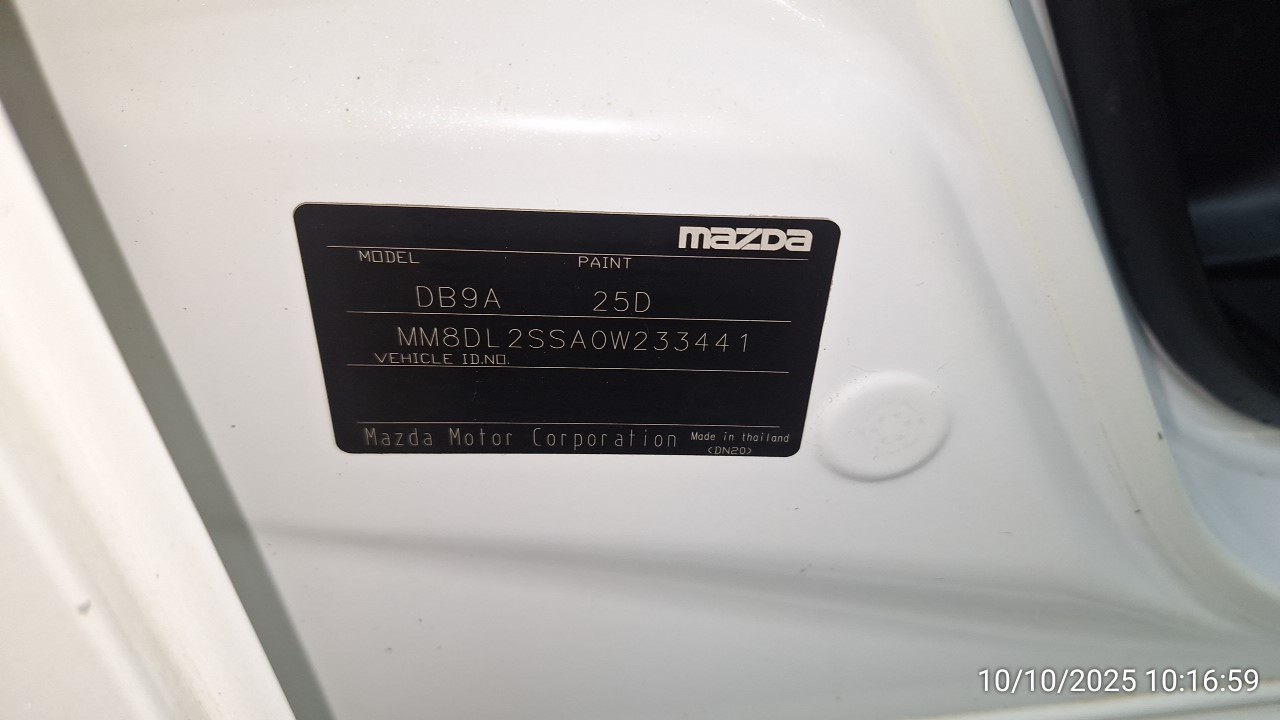 mazda
MODEL PAINT
DB9A 25D
MM8DL2SSA0W233441
VEHICLE ID.NO.
Mazda Motor Corporation Made in thailand
(DN20)
10/10/2025 10:16:59